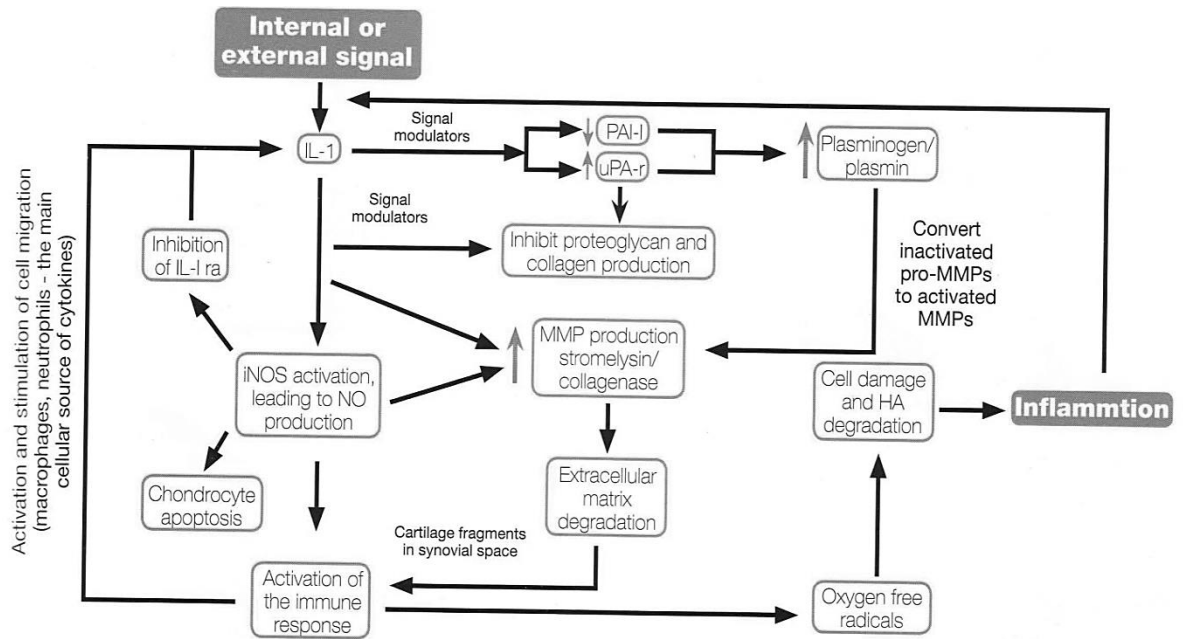 Internal or
external signal
Signal
modulators
IL-1
PAI-I
uPA-r
Plasminogen/
plasmin
Signal
modulators
Inhibition
of IL-I ra
Inhibit proteoglycan and
collagen production
Convert
inactivated
pro-MMPs
to activated
MMPs
Activation and stimulation of cell migration
(macrophages, neutrophils - the main
cellular source of cytokines)
MMP production
stromelysin/
collagenase
iNOS activation,
leading to NO
production
Cell damage
and HA
degradation
Inflammtion
Chondrocyte
apoptosis
Extracellular
matrix
degradation
Cartilage fragments
in synovial space
Activation of
the immune
response
Oxygen free
radicals